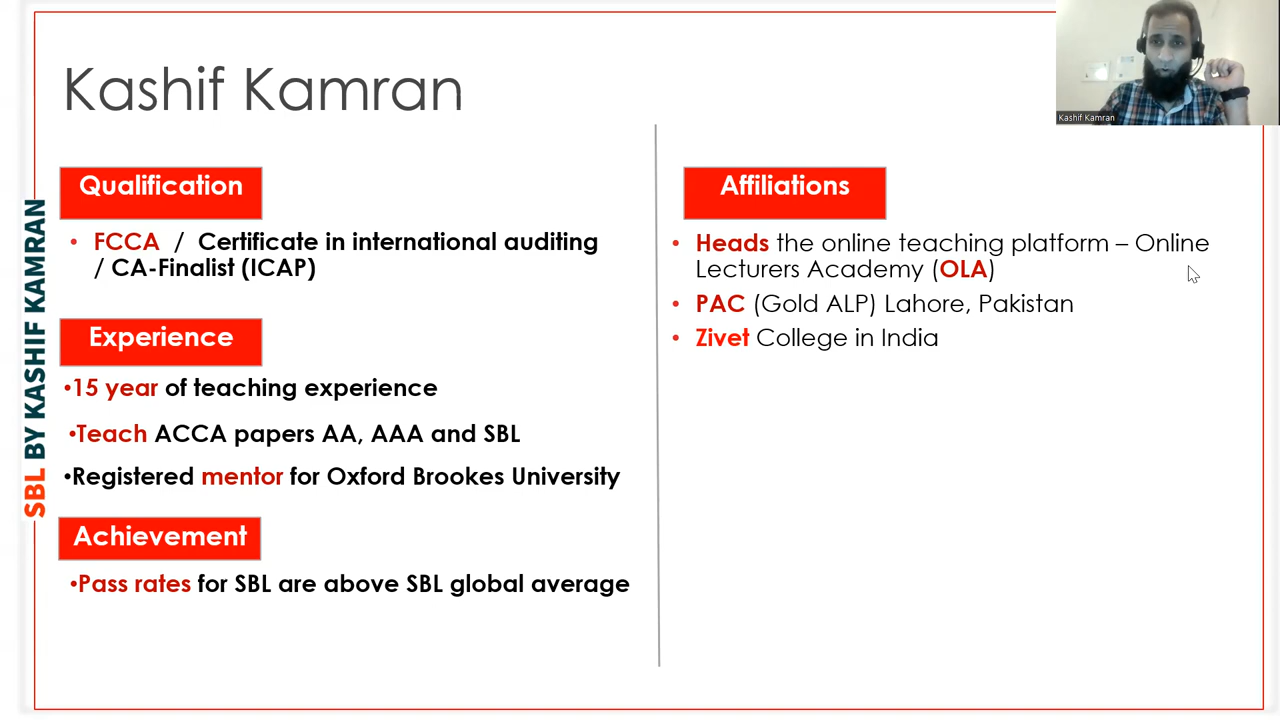 Kashif Kamran
Kashif Kamran
SBL BY KASHIF KAMRAN
Qualification
• FCCA / Certificate in international auditing
/ CA-Finalist (ICAP)
Experience
•15 year of teaching experience
•Teach ACCA papers AA, AAA and SBL
•Registered mentor for Oxford Brookes University
Achievement
•Pass rates for SBL are above SBL global average
Affiliations
• Heads the online teaching platform – Online
Lecturers Academy (OLA)
• PAC (Gold ALP) Lahore, Pakistan
• Zivet College in India